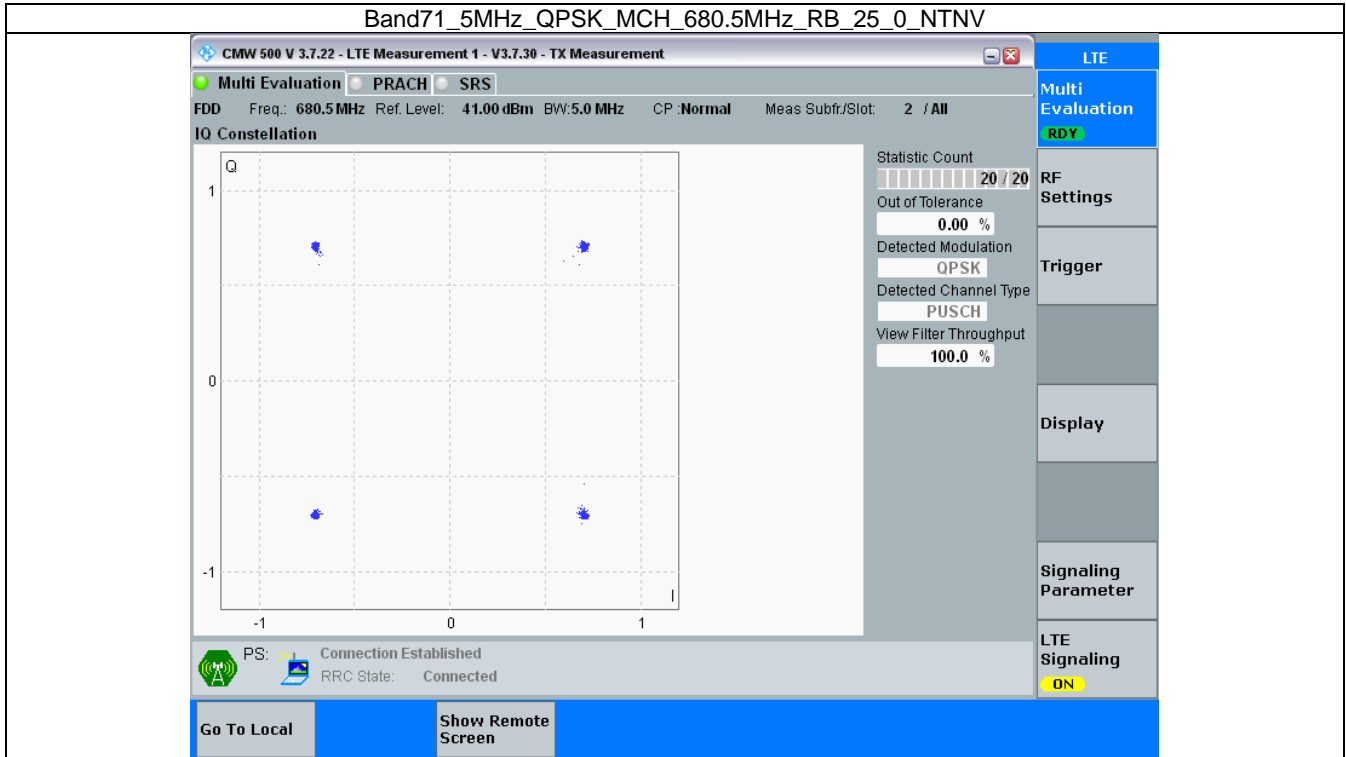 Band71_5MHz_QPSK_MCH_680.5MHz_RB_25_0_NTNV
CMW 500 V 3.7.22 - LTE Measurement 1 - V3.7.30 - TX Measurement
LTE
Multi Evaluation PRACH SRS
Multi
Evaluation
RDY
FDD Freq.: 680.5 MHz Ref. Level: 41.00 dBm BW:5.0 MHz CP :Normal Meas Subfr./Slot: 2 / All
IQ Constellation
Q
1
0
-1
I
-1 0 1
Statistic Count
20 / 20
Out of Tolerance
0.00 %
Detected Modulation
QPSK
Detected Channel Type
PUSCH
View Filter Throughput
100.0 %
RF
Settings
Trigger
Display
Signaling
Parameter
LTE
Signaling
ON
PS: Connection Established
RRC State: Connected
Go To Local
Show Remote
Screen